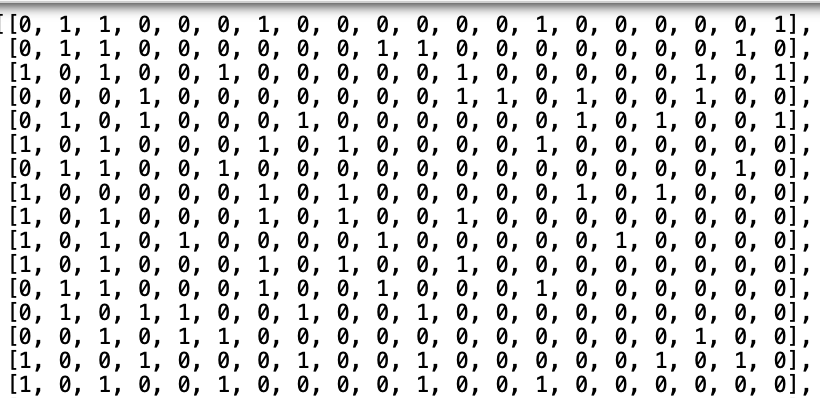 [[0, 1, 1, 0, 0, 0, 1, 0, 0, 0, 0, 0, 0, 1, 0, 0, 0, 0, 0, 1],
[0, 1, 1, 0, 0, 0, 0, 0, 0, 1, 1, 0, 0, 0, 0, 0, 0, 0, 1, 0],
[1, 0, 1, 0, 0, 1, 0, 0, 0, 0, 0, 1, 0, 0, 0, 0, 0, 1, 0, 1],
[0, 0, 0, 1, 0, 0, 0, 0, 0, 0, 0, 1, 1, 0, 1, 0, 0, 1, 0, 0],
[0, 1, 0, 1, 0, 0, 0, 1, 0, 0, 0, 0, 0, 0, 1, 0, 1, 0, 0, 1],
[1, 0, 1, 0, 0, 0, 1, 0, 1, 0, 0, 0, 0, 1, 0, 0, 0, 0, 0, 0],
[0, 1, 1, 0, 0, 1, 0, 0, 0, 0, 0, 0, 0, 0, 0, 0, 0, 0, 1, 0],
[1, 0, 0, 0, 0, 0, 1, 0, 1, 0, 0, 0, 0, 0, 1, 0, 1, 0, 0, 0],
[1, 0, 1, 0, 0, 0, 1, 0, 1, 0, 0, 1, 0, 0, 0, 0, 0, 0, 0, 0],
[1, 0, 1, 0, 1, 0, 0, 0, 0, 1, 0, 0, 0, 0, 0, 1, 0, 0, 0, 0],
[1, 0, 1, 0, 0, 0, 1, 0, 1, 0, 0, 1, 0, 0, 0, 0, 0, 0, 0, 0],
[0, 1, 1, 0, 0, 0, 1, 0, 0, 1, 0, 0, 0, 1, 0, 0, 0, 0, 0, 0],
[0, 1, 0, 1, 1, 0, 0, 1, 0, 0, 1, 0, 0, 0, 0, 0, 0, 0, 0, 0],
[0, 0, 1, 0, 1, 1, 0, 0, 0, 0, 0, 0, 0, 0, 0, 0, 0, 1, 0, 0],
[1, 0, 0, 1, 0, 0, 0, 1, 0, 0, 1, 0, 0, 0, 0, 0, 1, 0, 1, 0],
[1, 0, 1, 0, 0, 1, 0, 0, 0, 0, 1, 0, 0, 1, 0, 0, 0, 0, 0, 0],